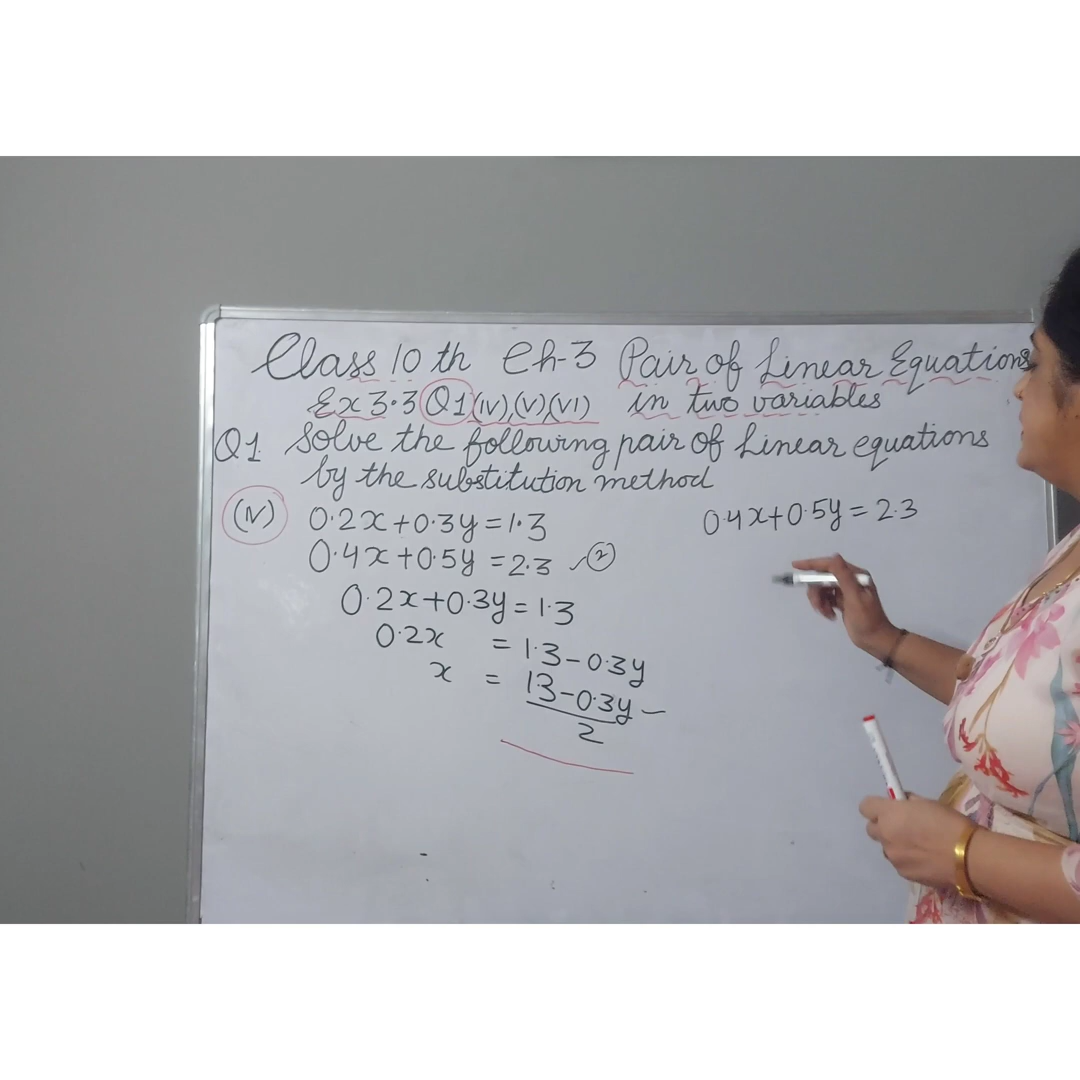 Class 10 th Ch-3 Pair of Linear Equations
Ex 3.3 Q1 (IV),(V),(VI) in two variables
Q1. Solve the following pair of Linear equations
by the substitution method
(IV) 0.2x+0.3y=1.3
0.4x+0.5y=2.3 (2)
0.2x+0.3y=1.3
0.2x = 1.3-0.3y
x = 13-0.3y
2
0.4x+0.5y=2.3